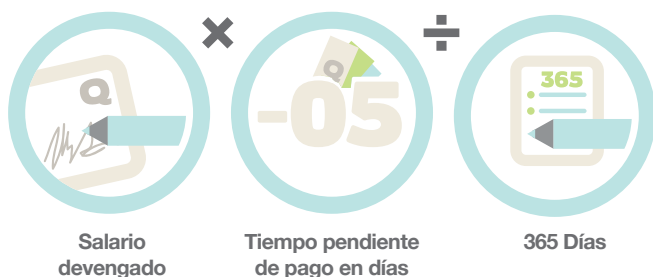 ×
÷
Q
Q
-05
365
Salario
devengado
Tiempo pendiente
de pago en días
365 Días